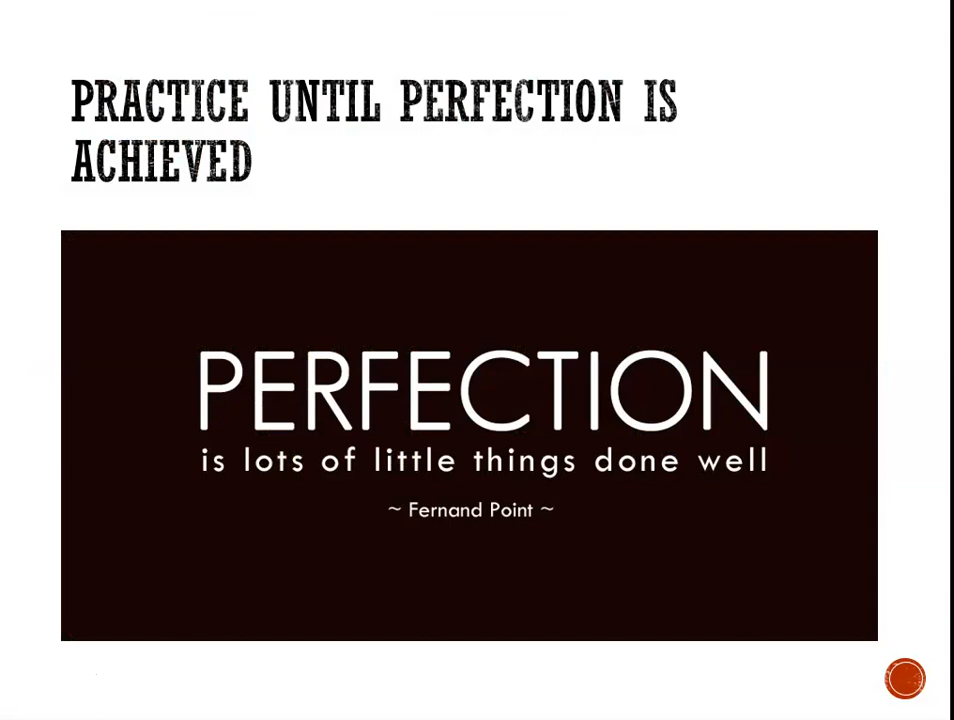 PRACTICE UNTIL PERFECTION IS
ACHIEVED
PERFECTION
is lots of little things done well
~ Fernand Point ~